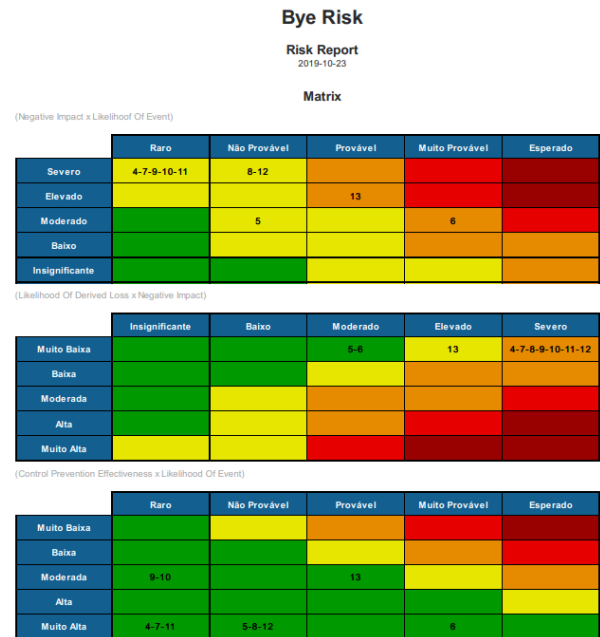 Bye Risk
Risk Report
2019-10-23
Matrix
(Negative Impact x Likelihoof Of Event)
Raro Não Provável Provável Muito Provável Esperado
Severo 4-7-9-10-11 8-12
Elevado 13
Moderado 5 6
Baixo
Insignificante
(Likelihood Of Derived Loss x Negative Impact)
Insignificante Baixo Moderado Elevado Severo
Muito Baixa 5-6 13 4-7-8-9-10-11-12
Baixa
Moderada
Alta
Muito Alta
(Control Prevention Effectiveness x Likelihood Of Event)
Raro Não Provável Provável Muito Provável Esperado
Muito Baixa
Baixa
Moderada 9-10 13
Alta
Muito Alta 4-7-11 5-8-12 6